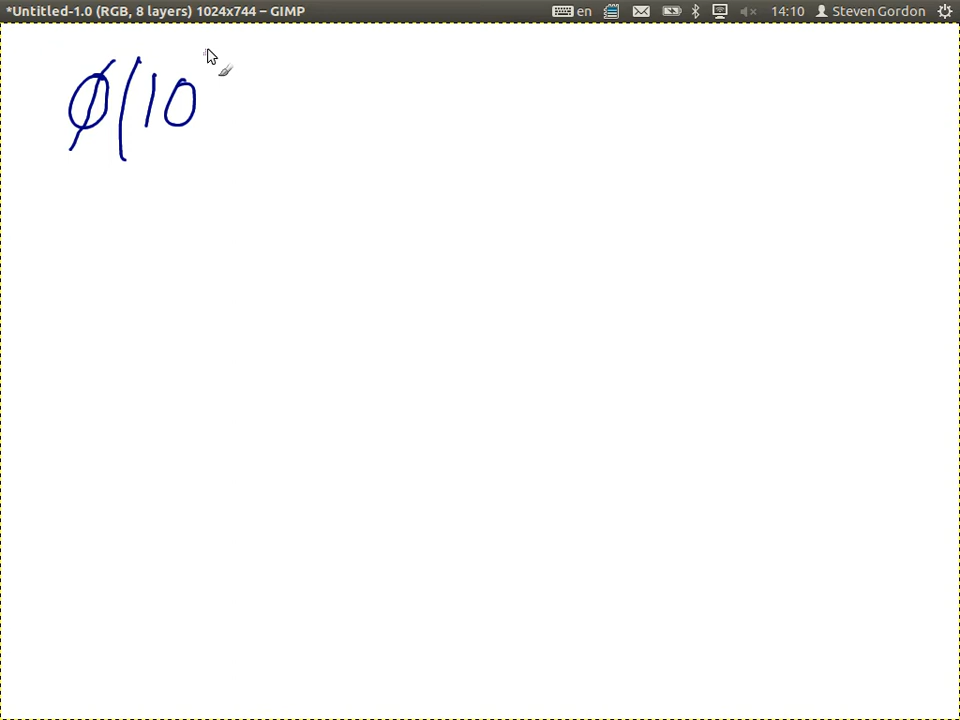 *Untitled-1.0 (RGB, 8 layers) 1024x744 – GIMP en 14:10 Steven Gordon
ϕ(10